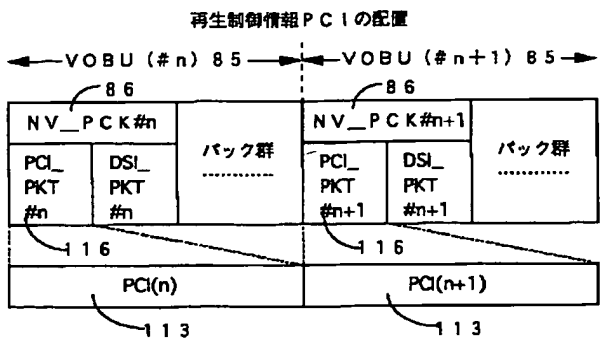 再生制御情報PCIの配置
VOBU(#n)85 VOBU(#n+1)85
86 86
NV_PCK#n NV_PCK#n+1
パック群 パック群
PCI_ DSI_ PCI_ DSI_
PKT PKT PKT PKT
#n #n #n+1 #n+1
116 116
PCI(n) PCI(n+1)
113 113